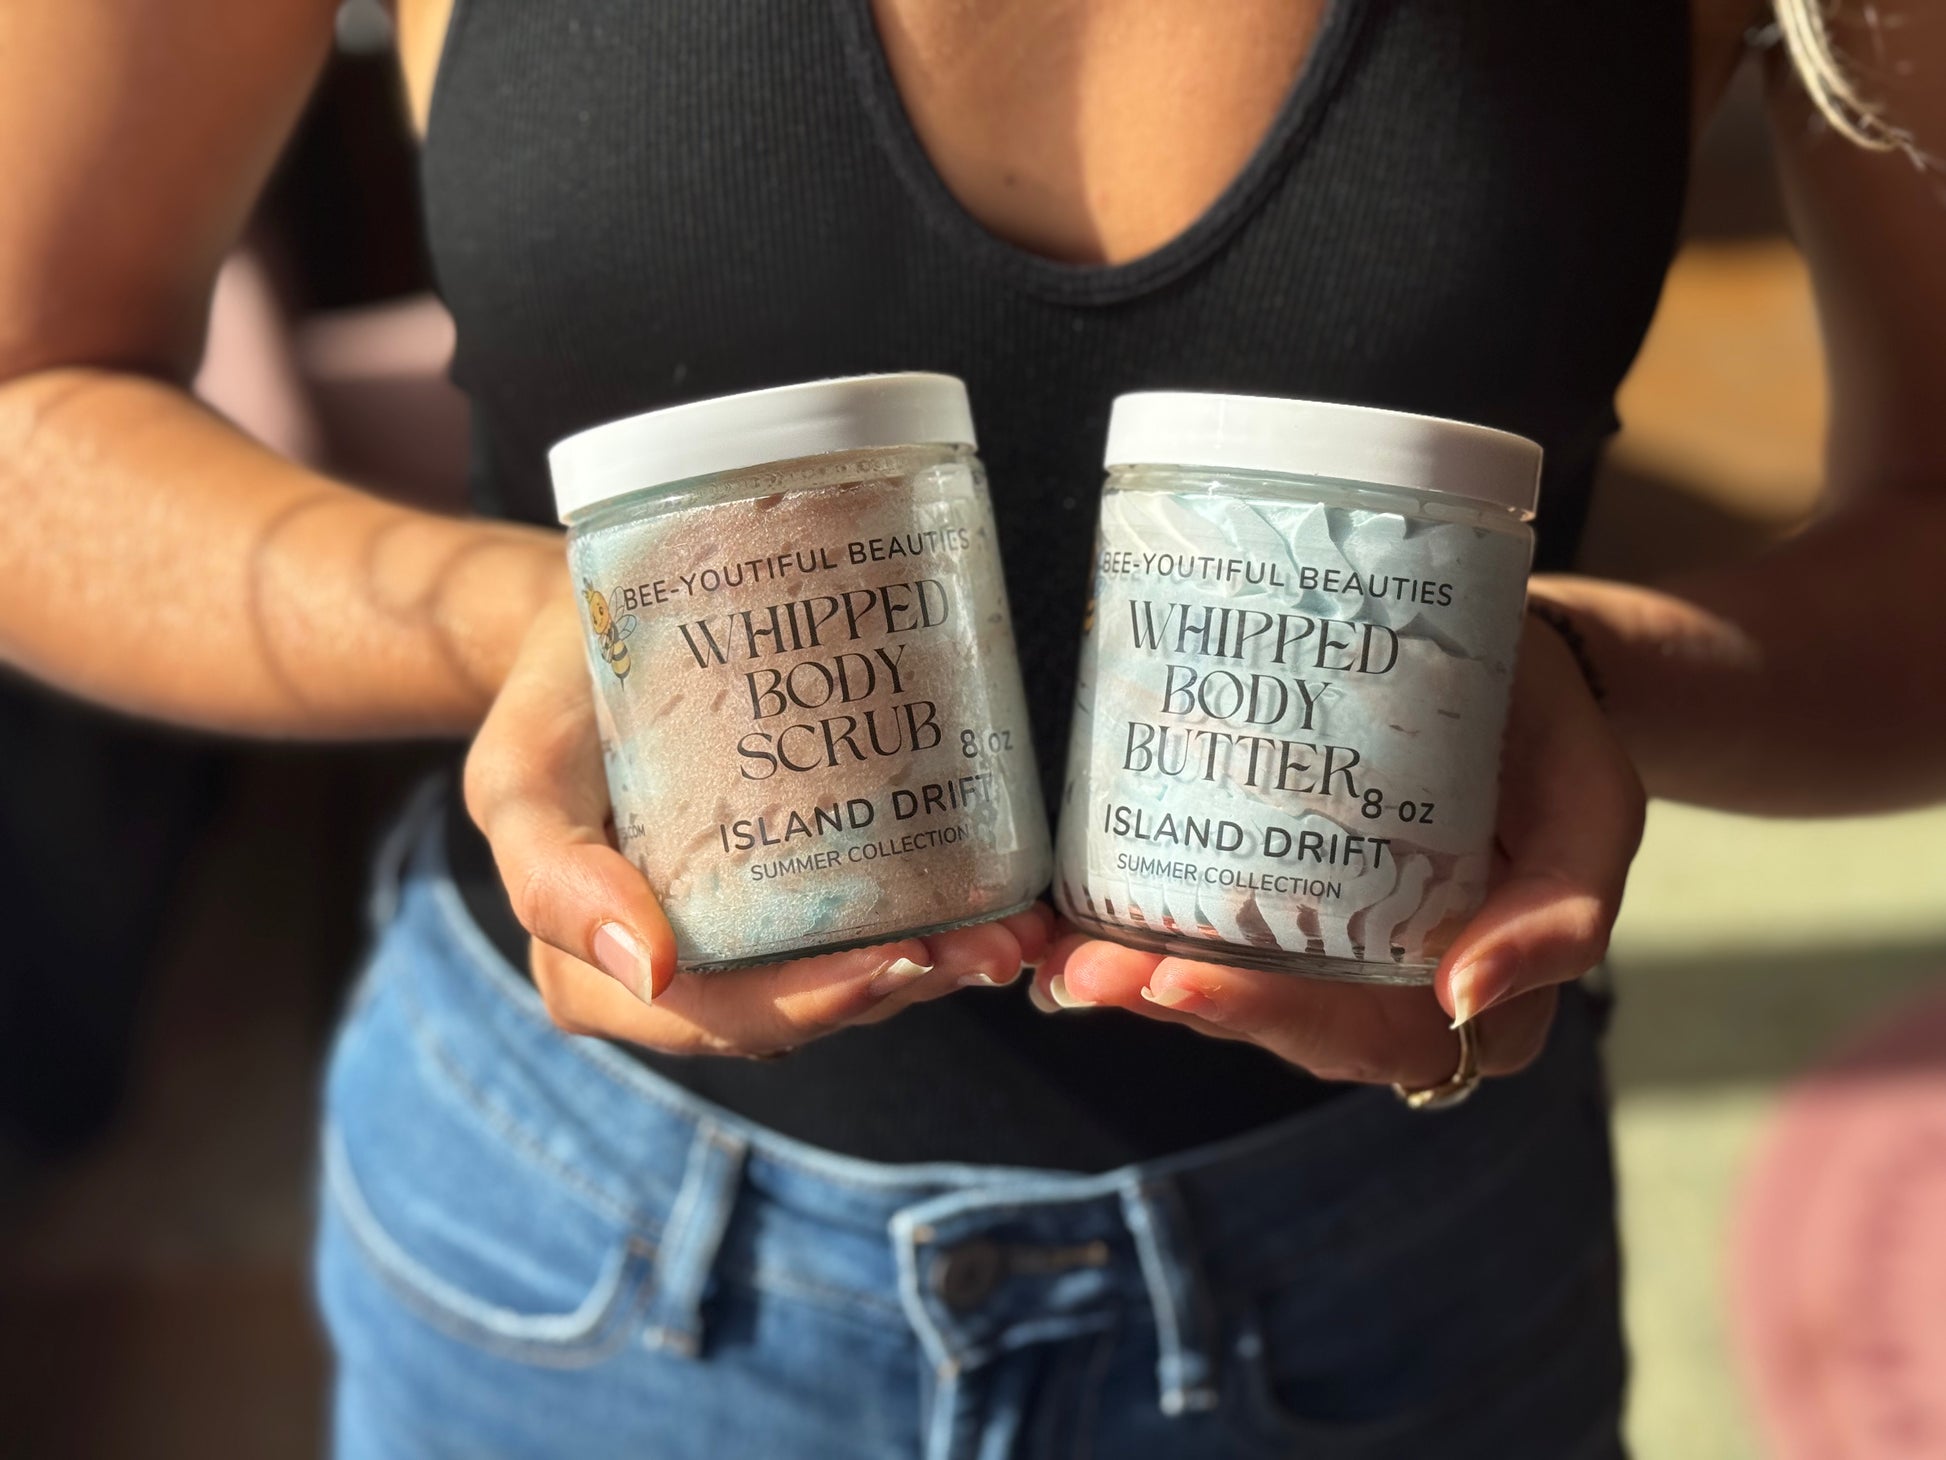 BEE-YOUTIFUL BEAUTIES
WHIPPED
BODY
SCRUB
8 oz
ISLAND DRIFT
SUMMER COLLECTION
.COM
BEE-YOUTIFUL BEAUTIES
WHIPPED
BODY
BUTTER
8 oz
ISLAND DRIFT
SUMMER COLLECTION